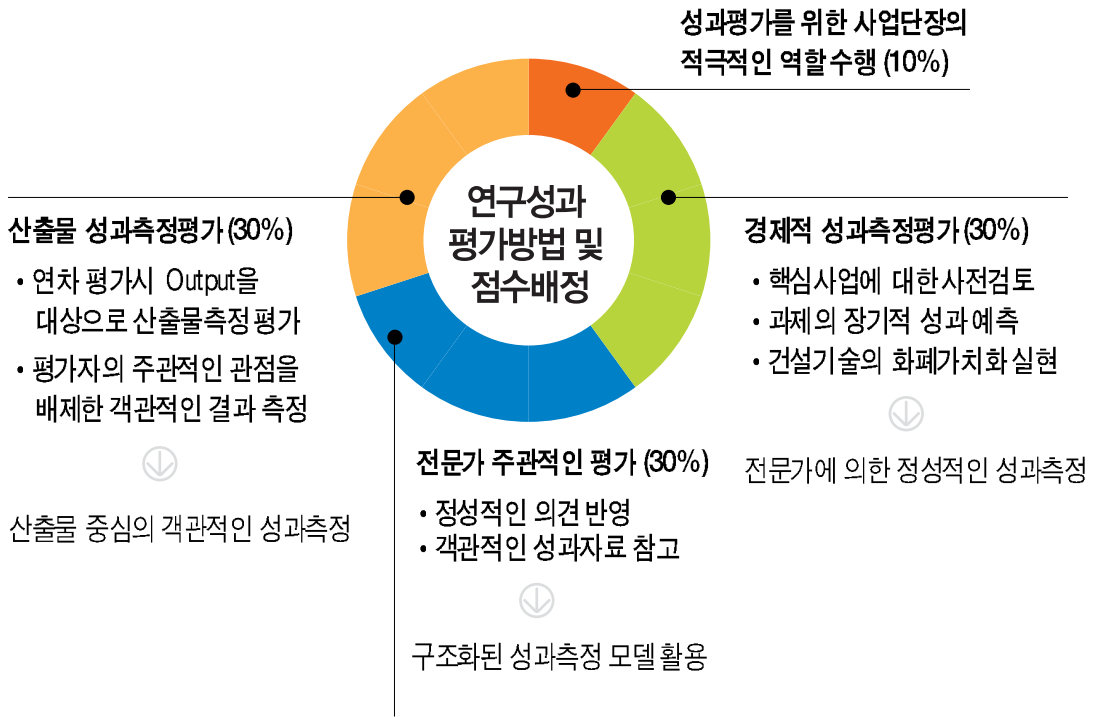 성과평가를 위한 사업단장의
적극적인 역할 수행 (10%)
연구성과
평가방법 및
점수배정
산출물 성과측정평가 (30%)
• 연차 평가시 Output을
대상으로 산출물측정 평가
• 평가자의 주관적인 관점을
배제한 객관적인 결과 측정
산출물 중심의 객관적인 성과측정
경제적 성과측정평가 (30%)
• 핵심사업에 대한 사전검토
• 과제의 장기적 성과 예측
• 건설기술의 화폐가치화 실현
전문가에 의한 정성적인 성과측정
전문가 주관적인 평가 (30%)
• 정성적인 의견 반영
• 객관적인 성과자료 참고
구조화된 성과측정 모델 활용